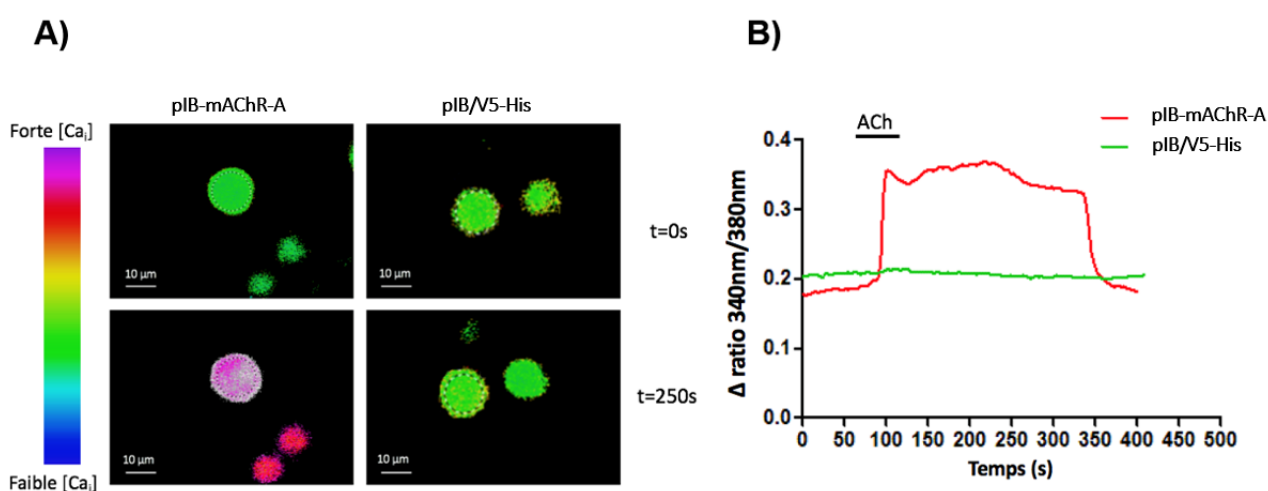 A)
pIB-mAChR-A
pIB/V5-His
Forte [Caᵢ]
t=0s
10 µm
10 µm
t=250s
10 µm
10 µm
Faible [Caᵢ]
B)
pIB-mAChR-A
pIB/V5-His
ACh
Δ ratio 340nm/380nm
0.4
0.3
0.2
0.1
0.0
0 50 100 150 200 250 300 350 400 450 500
Temps (s)